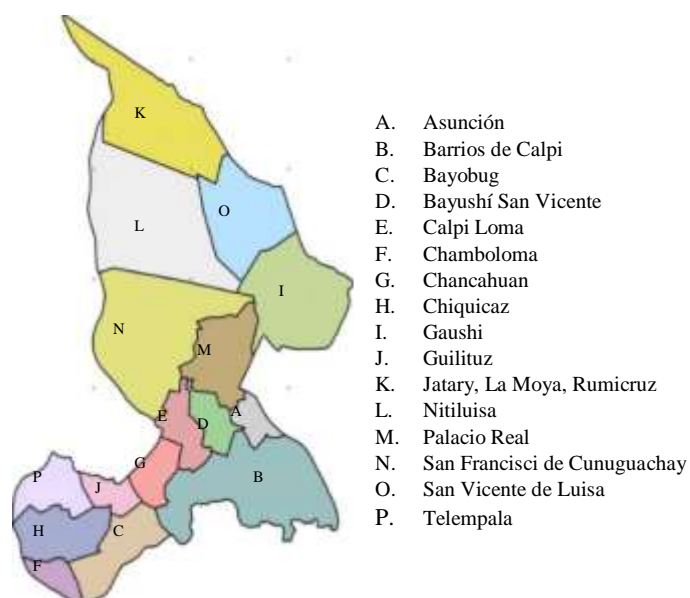 K
O
L
I
N
M
A
E
D
G
B
P
J
H
C
F
A. Asunción
B. Barrios de Calpi
C. Bayobug
D. Bayushí San Vicente
E. Calpi Loma
F. Chamboloma
G. Chancahuan
H. Chiquicaz
I. Gaushi
J. Guilituz
K. Jatary, La Moya, Rumicruz
L. Nitiluisa
M. Palacio Real
N. San Francisci de Cunuguachay
O. San Vicente de Luisa
P. Telempala